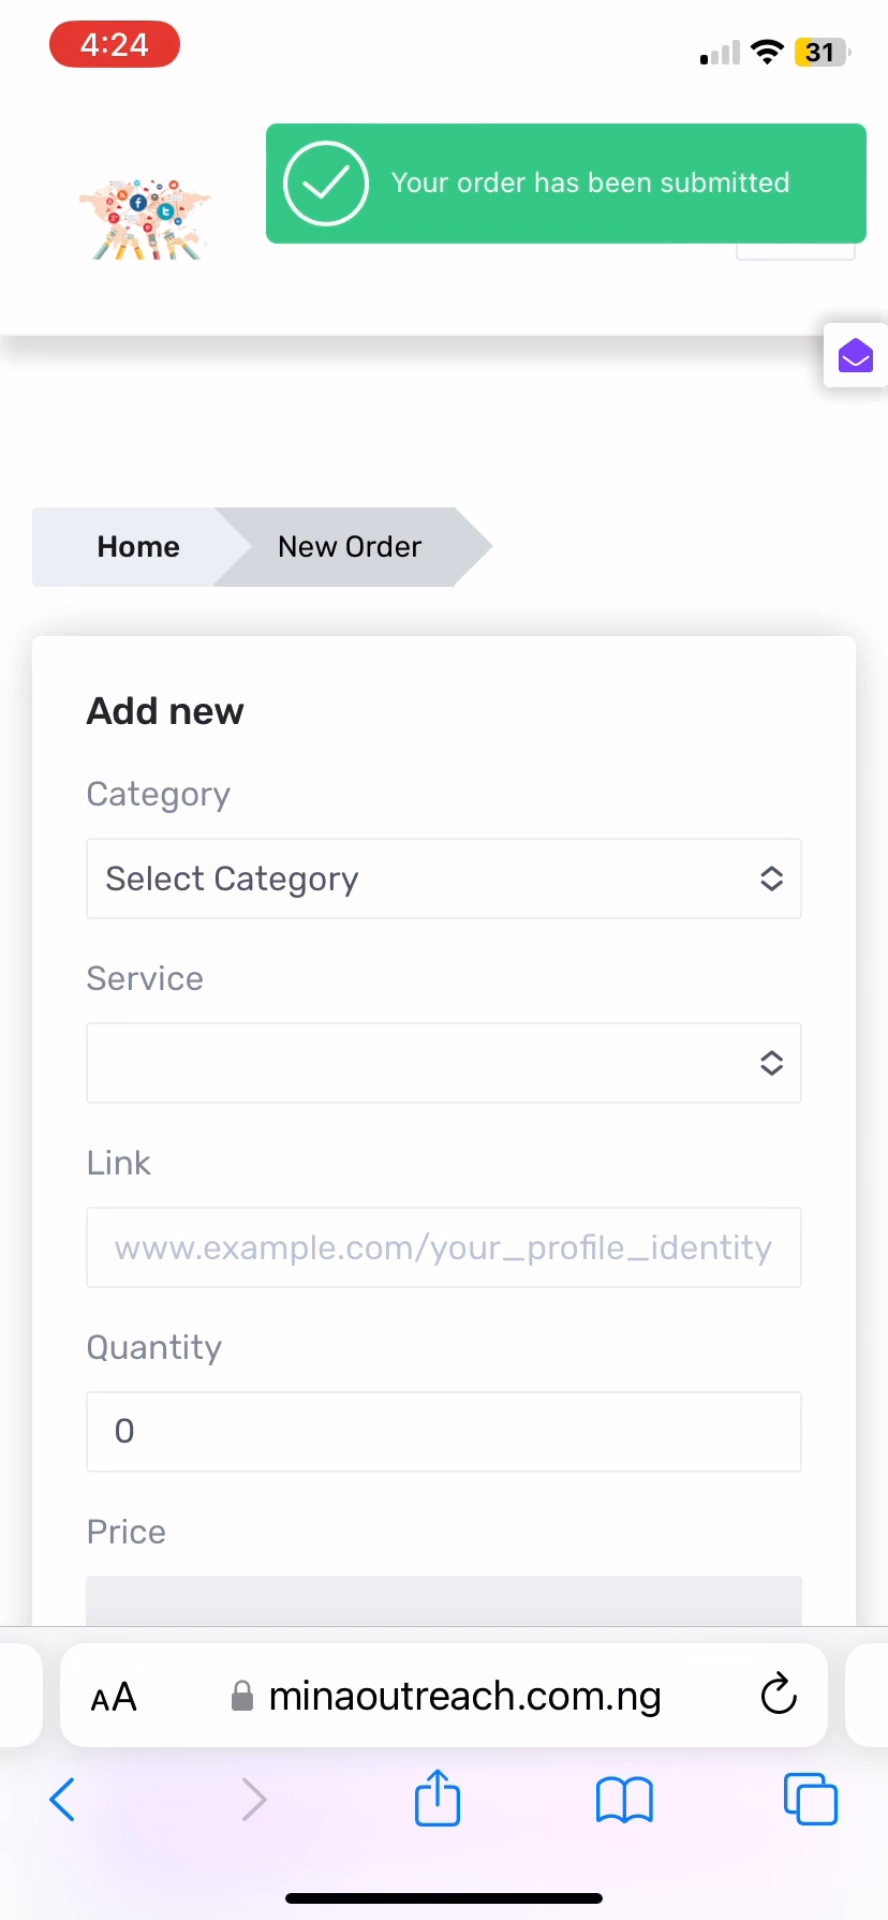 4:24
31
Your order has been submitted
Home
New Order
Add new
Category
Select Category
Service
Link
www.example.com/your_profile_identity
Quantity
0
Price
AA
minaoutreach.com.ng